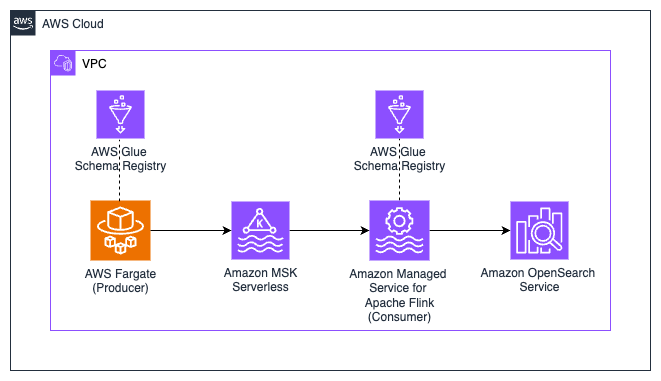 aws
AWS Cloud
VPC
AWS Glue
Schema Registry
AWS Glue
Schema Registry
AWS Fargate
(Producer)
K
Amazon MSK
Serverless
Amazon Managed
Service for
Apache Flink
(Consumer)
Amazon OpenSearch
Service